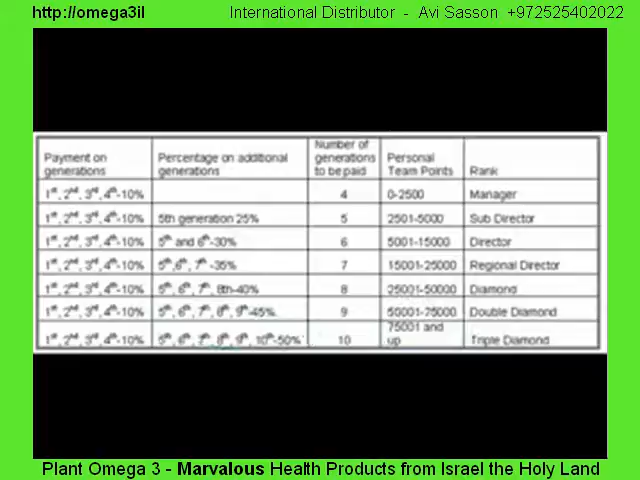 http://omega3il International Distributor - Avi Sasson +972525402022
Payment on generations Percentage on additional generations Number of generations to be paid Personal Team Points Rank
1st, 2nd, 3rd, 4th-10% 4 0-2500 Manager
1st, 2nd, 3rd, 4th-10% 5th generation 25% 5 2501-5000 Sub Director
1st, 2nd, 3rd, 4th-10% 5th and 6th-30% 6 5001-15000 Director
1st, 2nd, 3rd, 4th-10% 5th,6th, 7th -35% 7 15001-25000 Regional Director
1st, 2nd, 3rd, 4th-10% 5th, 6th, 7th, 8th-40% 8 25001-50000 Diamond
1st, 2nd, 3rd, 4th-10% 5th, 6th, 7th, 8th, 9th-45% 9 50001-75000 Double Diamond
1st, 2nd, 3rd, 4th-10% 5th, 6th, 7th, 8th, 9th, 10th-50% 10 75001 and up Triple Diamond
Plant Omega 3 - Marvalous Health Products from Israel the Holy Land